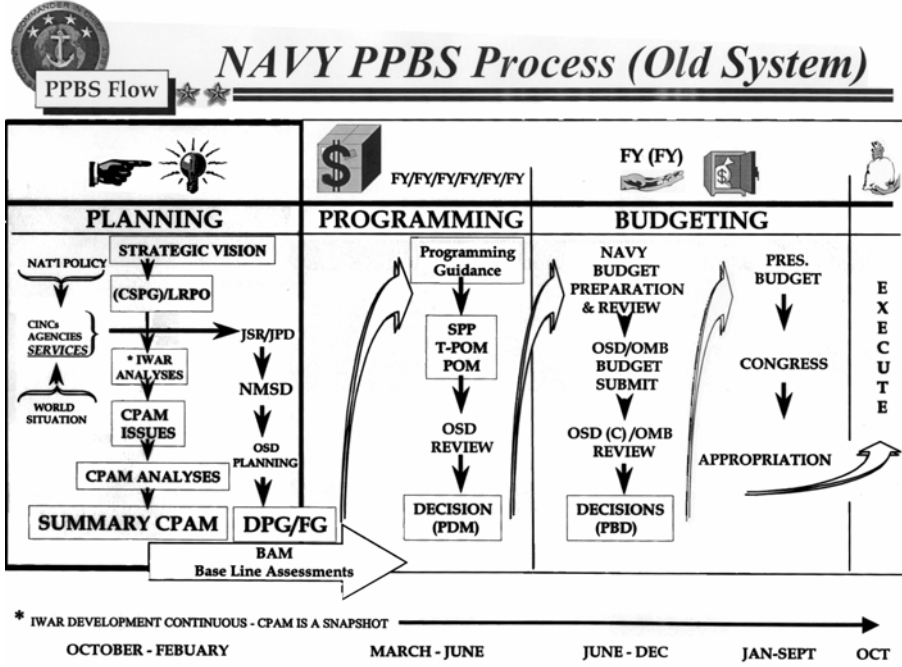 COMMANDER IN CHIEF
NAVY PPBS Process (Old System)
PPBS Flow
$
FY/FY/FY/FY/FY/FY
FY (FY)
$
PLANNING
PROGRAMMING
BUDGETING
NAT'L POLICY
CINCs
AGENCIES
SERVICES
WORLD
SITUATION
STRATEGIC VISION
(CSPG)/LRPO
* IWAR
ANALYSES
CPAM
ISSUES
CPAM ANALYSES
SUMMARY CPAM
JSR/JPD
NMSD
OSD
PLANNING
DPG/FG
BAM
Base Line Assessments
Programming
Guidance
SPP
T-POM
POM
OSD
REVIEW
DECISION
(PDM)
NAVY
BUDGET
PREPARATION
& REVIEW
OSD/OMB
BUDGET
SUBMIT
OSD (C) /OMB
REVIEW
DECISIONS
(PBD)
PRES.
BUDGET
CONGRESS
APPROPRIATION
EXECUTE
* IWAR DEVELOPMENT CONTINUOUS - CPAM IS A SNAPSHOT
OCTOBER - FEBUARY
MARCH - JUNE
JUNE - DEC
JAN-SEPT
OCT